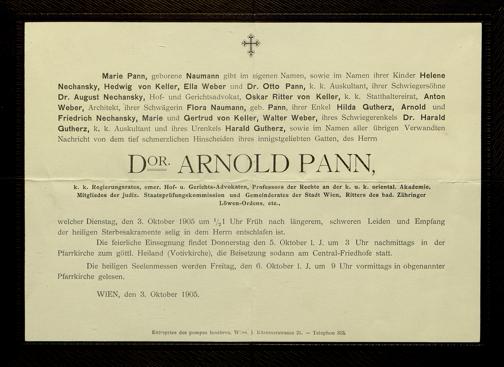 Marie Pann, geborene Naumann gibt im eigenen Namen, sowie im Namen ihrer Kinder Helene
Nechansky, Hedwig von Keller, Ella Weber und Dr. Otto Pann, k. k. Auskultant, ihrer Schwiegersöhne
Dr. August Nechansky, Hof- und Gerichtsadvokat, Oskar Ritter von Keller, k. k. Statthaltereirat, Anton
Weber, Architekt, ihrer Schwägerin Flora Naumann, geb. Pann, ihrer Enkel Hilda Gutherz, Arnold und
Friedrich Nechansky, Marie und Gertrud von Keller, Walter Weber, ihres Schwiegerenkels Dr. Harald
Gutherz, k. k. Auskultant und ihres Urenkels Harald Gutherz, sowie im Namen aller übrigen Verwandten
Nachricht von dem tief schmerzlichen Hinscheiden ihres innigstgeliebten Gatten, des Herrn
DOR. ARNOLD PANN,
k. k. Regierungsrates, emer. Hof- u. Gerichts-Advokaten, Professors der Rechte an der k. u. k. oriental. Akademie,
Mitgliedes der judiz. Staatsprüfungskommission und Gemeinderates der Stadt Wien, Ritters des bad. Zähringer
Löwen-Ordens, etc.,
welcher Dienstag, den 3. Oktober 1905 um 1/21 Uhr Früh nach längerem, schweren Leiden und Empfang
der heiligen Sterbesakramente selig in dem Herrn entschlafen ist.
Die feierliche Einsegnung findet Donnerstag den 5. Oktober l. J. um 3 Uhr nachmittags in der
Pfarrkirche zum göttl. Heiland (Votivkirche), die Beisetzung sodann am Central-Friedhofe statt.
Die heiligen Seelenmessen werden Freitag, den 6. Oktober l. J. um 9 Uhr vormittags in obgenannter
Pfarrkirche gelesen.
WIEN, den 3. Oktober 1905.
Entreprise des pompes funèbres, Wien, I. Kärntnerstrasse — Telephon